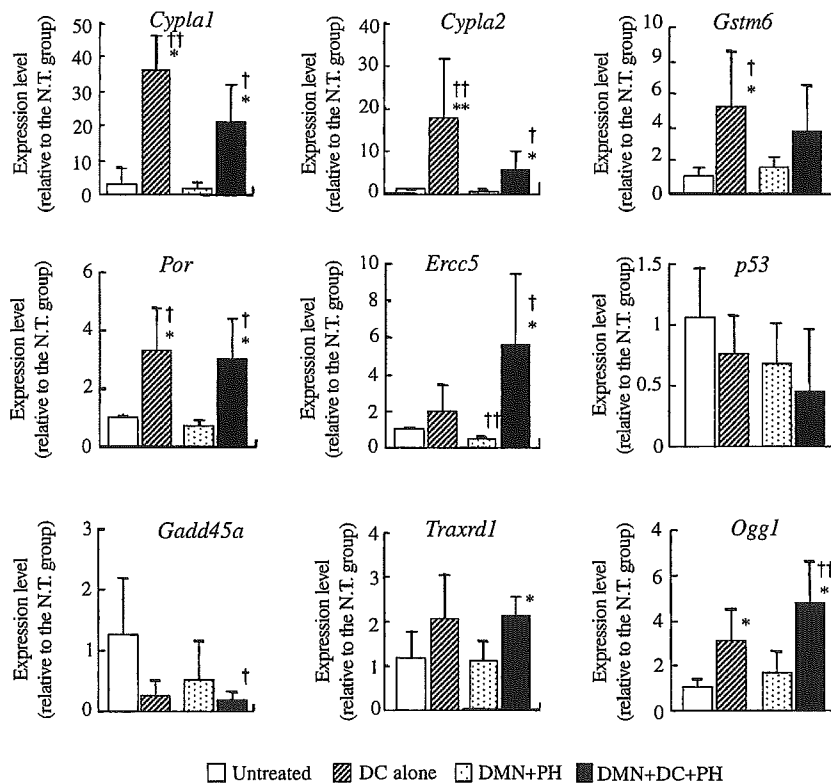 Cypla1
Expression level
(relative to the N.T. group)
50
40
30
20
10
0
††
*
†
*
Cypla2
Expression level
(relative to the N.T. group)
40
30
20
10
0
††
**
†
*
Gstm6
Expression level
(relative to the N.T. group)
10
9
6
4
2
0
†
*
Por
Expression level
(relative to the N.T. group)
6
4
2
0
†
*
†
*
Ercc5
Expression level
(relative to the N.T. group)
10
8
6
4
2
0
††
†
*
p53
Expression level
(relative to the N.T. group)
1.5
1
0.5
0
Gadd45a
Expression level
(relative to the N.T. group)
3
2
1
0
†
Traxrd1
Expression level
(relative to the N.T. group)
4
3
2
1
0
*
Ogg1
Expression level
(relative to the N.T. group)
8
6
4
2
0
*
††
*
Untreated DC alone DMN+PH DMN+DC+PH